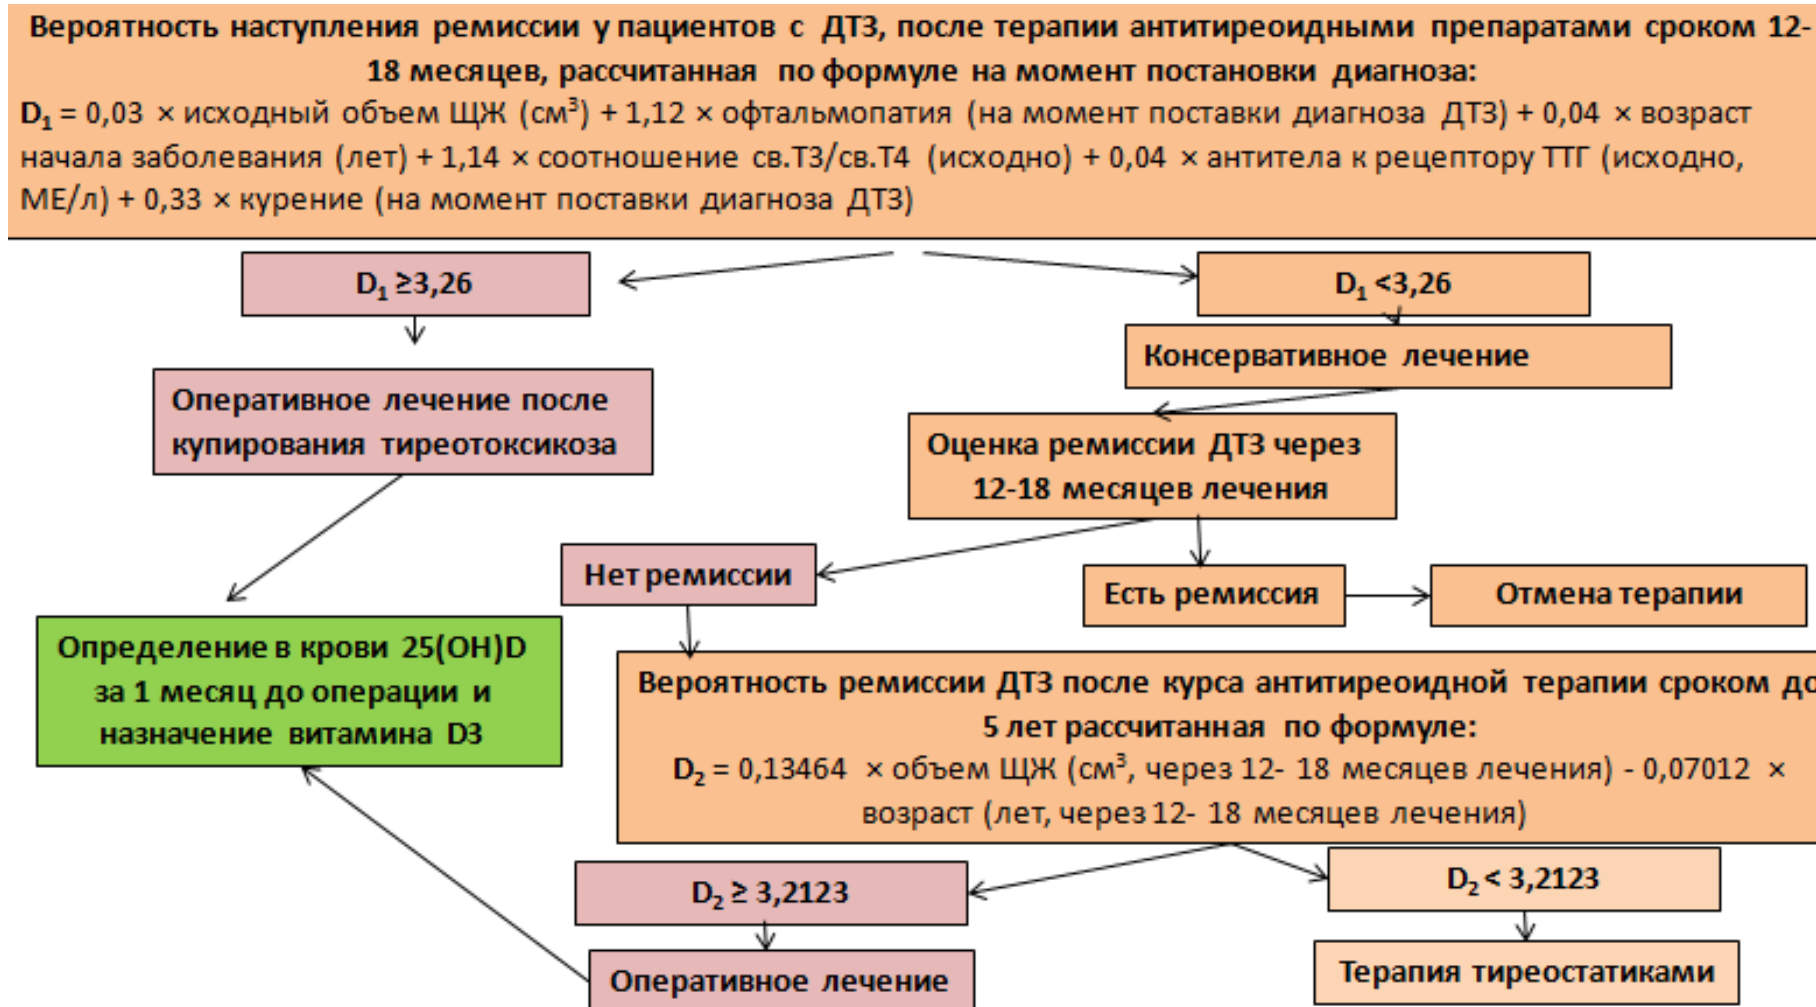 Вероятность наступления ремиссии у пациентов с ДТЗ, после терапии антитиреоидными препаратами сроком 12-
18 месяцев, рассчитанная по формуле на момент постановки диагноза:
D₁ = 0,03 × исходный объем ЩЖ (см³) + 1,12 × офтальмопатия (на момент поставки диагноза ДТЗ) + 0,04 × возраст
начала заболевания (лет) + 1,14 × соотношение св.Т3/св.Т4 (исходно) + 0,04 × антитела к рецептору ТТГ (исходно,
МЕ/л) + 0,33 × курение (на момент поставки диагноза ДТЗ)
D₁ ≥3,26
D₁ <3,26
Консервативное лечение
Оперативное лечение после
купирования тиреотоксикоза
Оценка ремиссии ДТЗ через
12-18 месяцев лечения
Нет ремиссии
Есть ремиссия
Отмена терапии
Определение в крови 25(ОН)D
за 1 месяц до операции и
назначение витамина D3
Вероятность ремиссии ДТЗ после курса антитиреоидной терапии сроком до
5 лет рассчитанная по формуле:
D₂ = 0,13464 × объем ЩЖ (см³, через 12- 18 месяцев лечения) - 0,07012 ×
возраст (лет, через 12- 18 месяцев лечения)
D₂ ≥ 3,2123
D₂ < 3,2123
Оперативное лечение
Терапия тиреостатиками